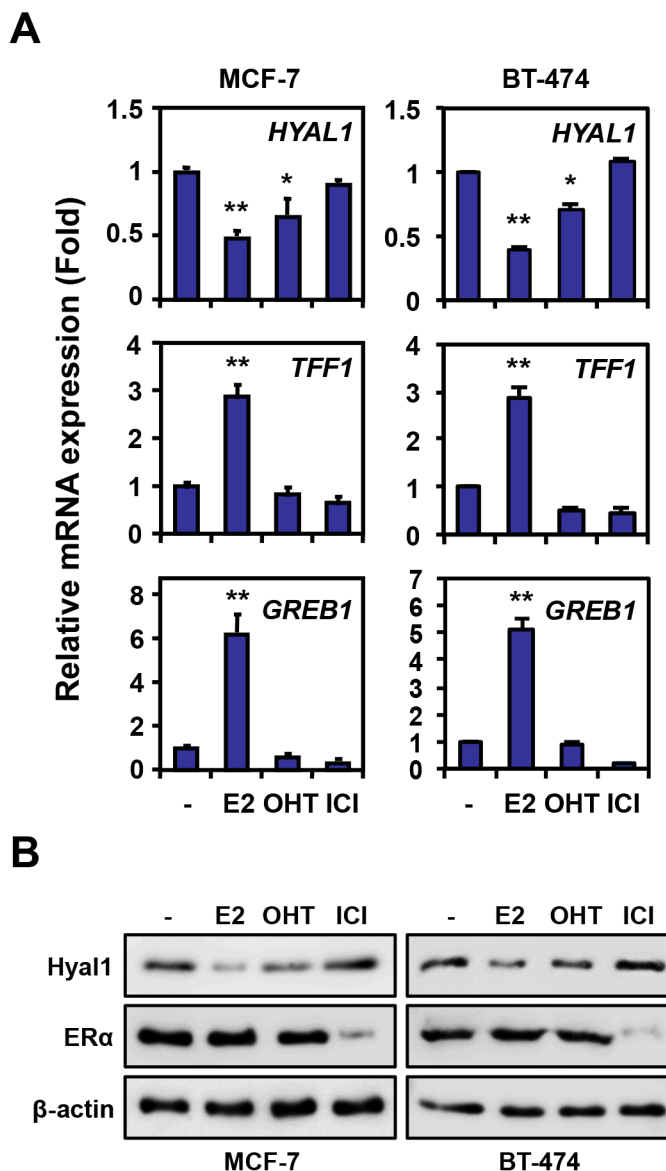 A
MCF-7 BT-474
Relative mRNA expression (Fold)
1.5 HYAL1 1.5 HYAL1
1 1
** * ** *
0.5 0.5
0 0
4 TFF1 4 TFF1
** **
3 3
2 2
1 1
0 0
8 GREB1 7 GREB1
** **
6 6
5
4 4
3
2 2
1
0 0
- E2 OHT ICI - E2 OHT ICI
B
- E2 OHT ICI - E2 OHT ICI
Hyal1
ERα
β-actin
MCF-7 BT-474